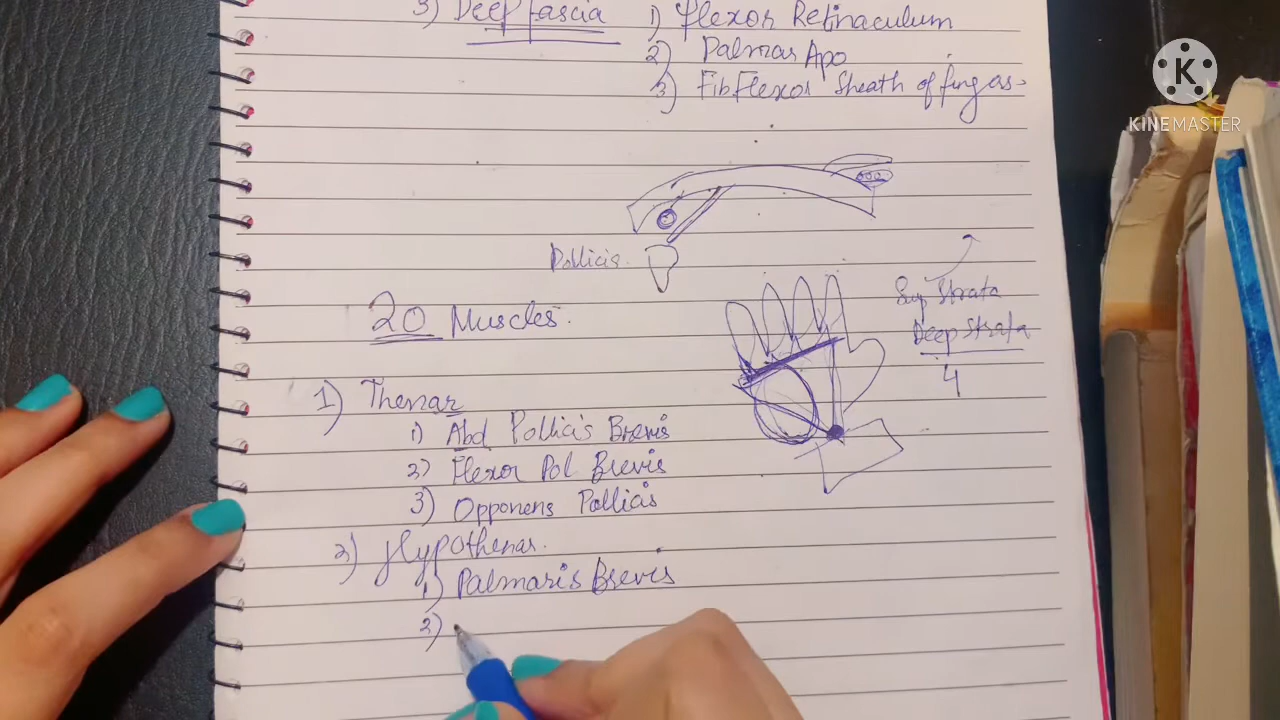 3) Deep fascia 1) Flexor Retinaculum
2) Palmar Apo
3) Fib Flexor Sheath of fingers
Pollicis
20 Muscles.
Sup Strata
Deep Strata
4
1) Thenar
1) Abd Pollicis Brevis
2) Flexor Pol Brevis
3) Opponens Pollicis
2) Hypothenar.
1) Palmaris Brevis
2)
K
KINEMASTER